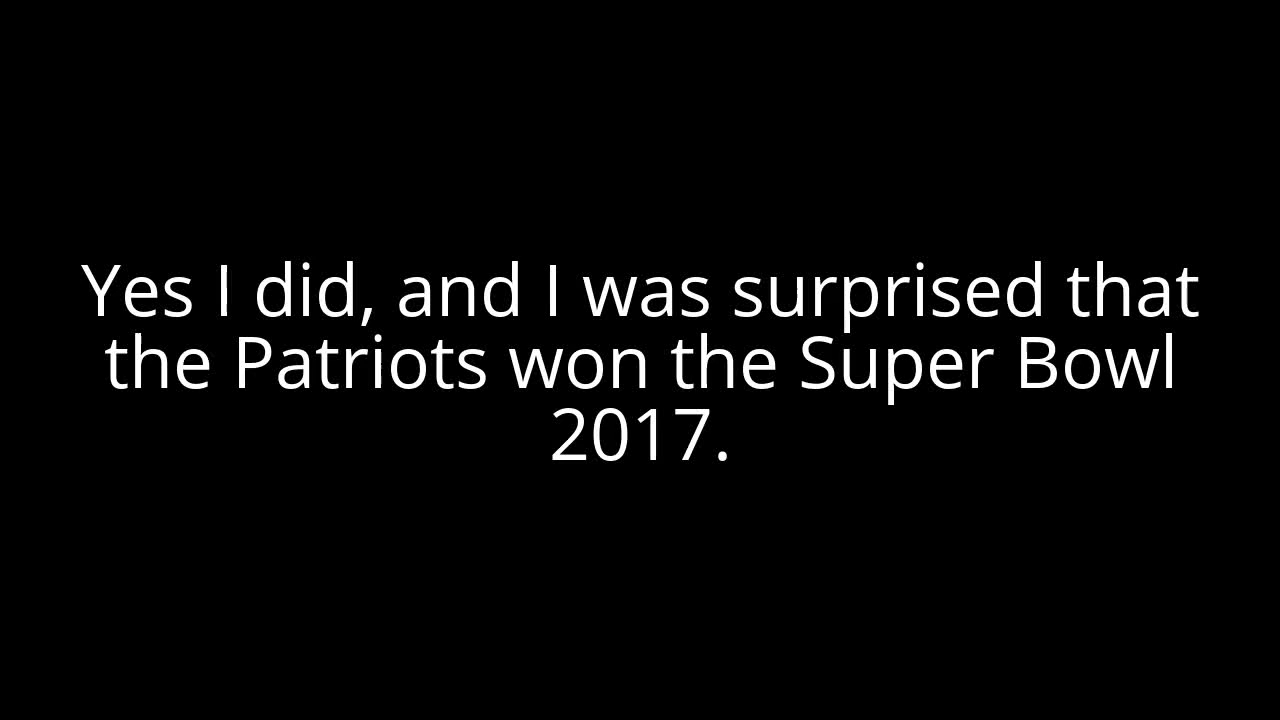 Yes I did, and I was surprised that
the Patriots won the Super Bowl
2017.